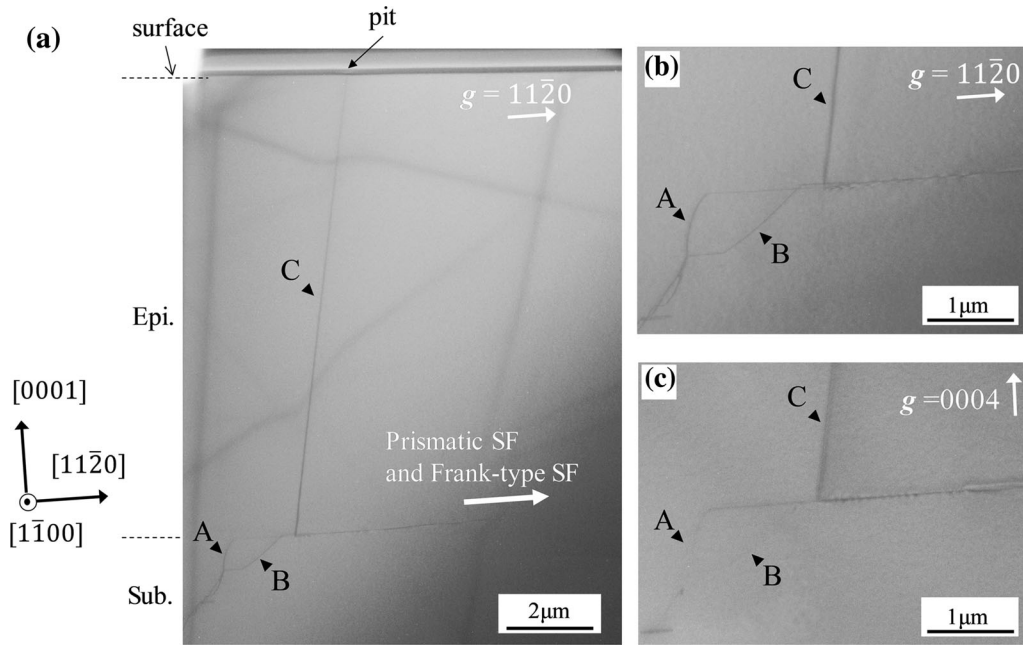 (a)
surface
pit
g = 112̅0
C
Epi.
[0001]
[112̅0]
[11̅00]
Prismatic SF
and Frank-type SF
A
B
Sub.
2μm
(b)
g = 112̅0
C
A
B
1μm
(c)
g =0004
C
A
B
1μm